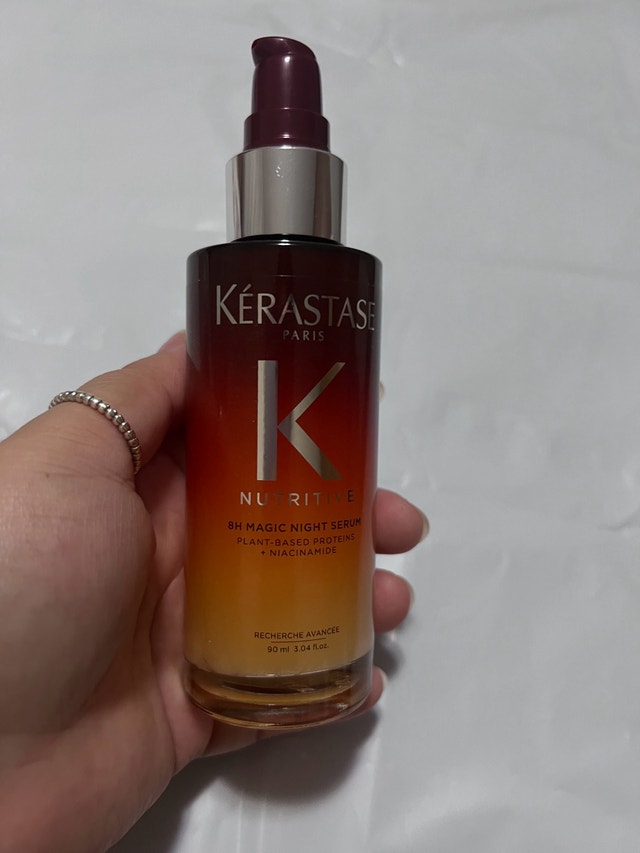 KÉRASTASE
PARIS
K
NUTRITIVE
8H MAGIC NIGHT SERUM
PLANT-BASED PROTEINS
+ NIACINAMIDE
RECHERCHE AVANCÉE
90 ml 3.04 fl.oz.